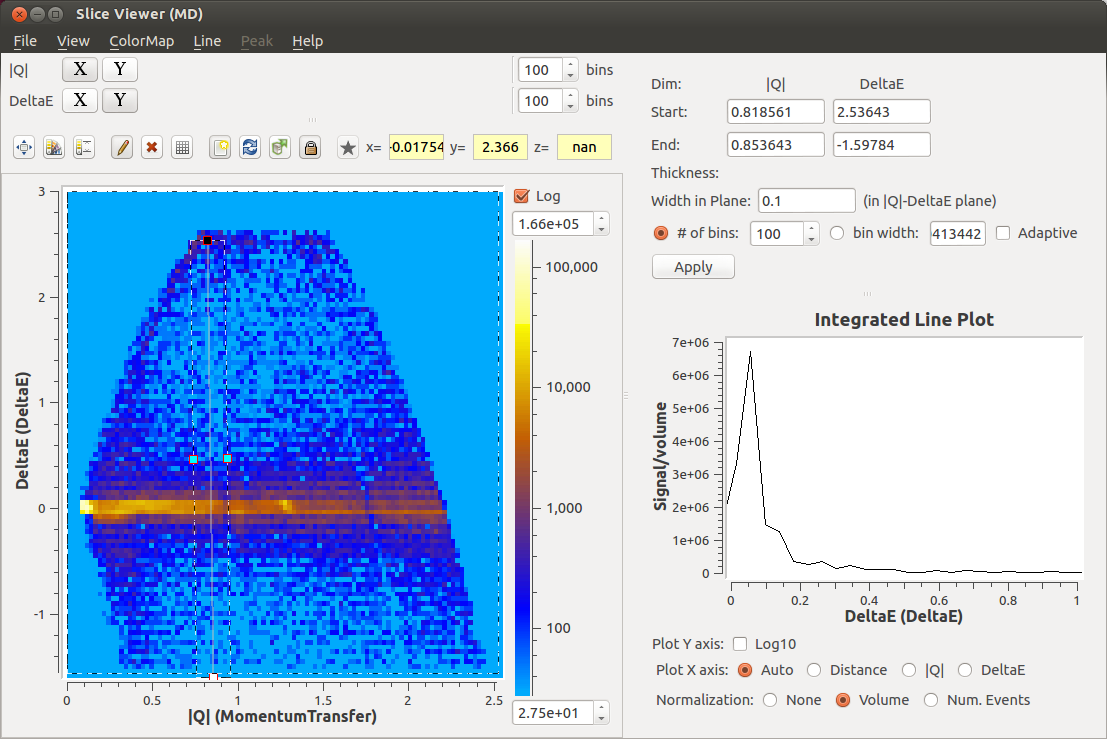 Slice Viewer (MD)
File View ColorMap Line Peak Help
|Q| X Y 100 bins
DeltaE X Y 100 bins
x= -0.01754 y= 2.366 z= nan
Log
1.66e+05
100,000
10,000
1,000
100
2.75e+01
DeltaE (DeltaE)
3
2
1
0
-1
0 0.5 1 1.5 2 2.5
|Q| (MomentumTransfer)
Dim: |Q| DeltaE
Start: 0.818561 2.53643
End: 0.853643 -1.59784
Thickness:
Width in Plane: 0.1 (in |Q|-DeltaE plane)
# of bins: 100 bin width: 413442 Adaptive
Apply
Integrated Line Plot
Signal/volume
7e+06
6e+06
5e+06
4e+06
3e+06
2e+06
1e+06
0
0 0.2 0.4 0.6 0.8 1
DeltaE (DeltaE)
Plot Y axis: Log10
Plot X axis: Auto Distance |Q| DeltaE
Normalization: None Volume Num. Events